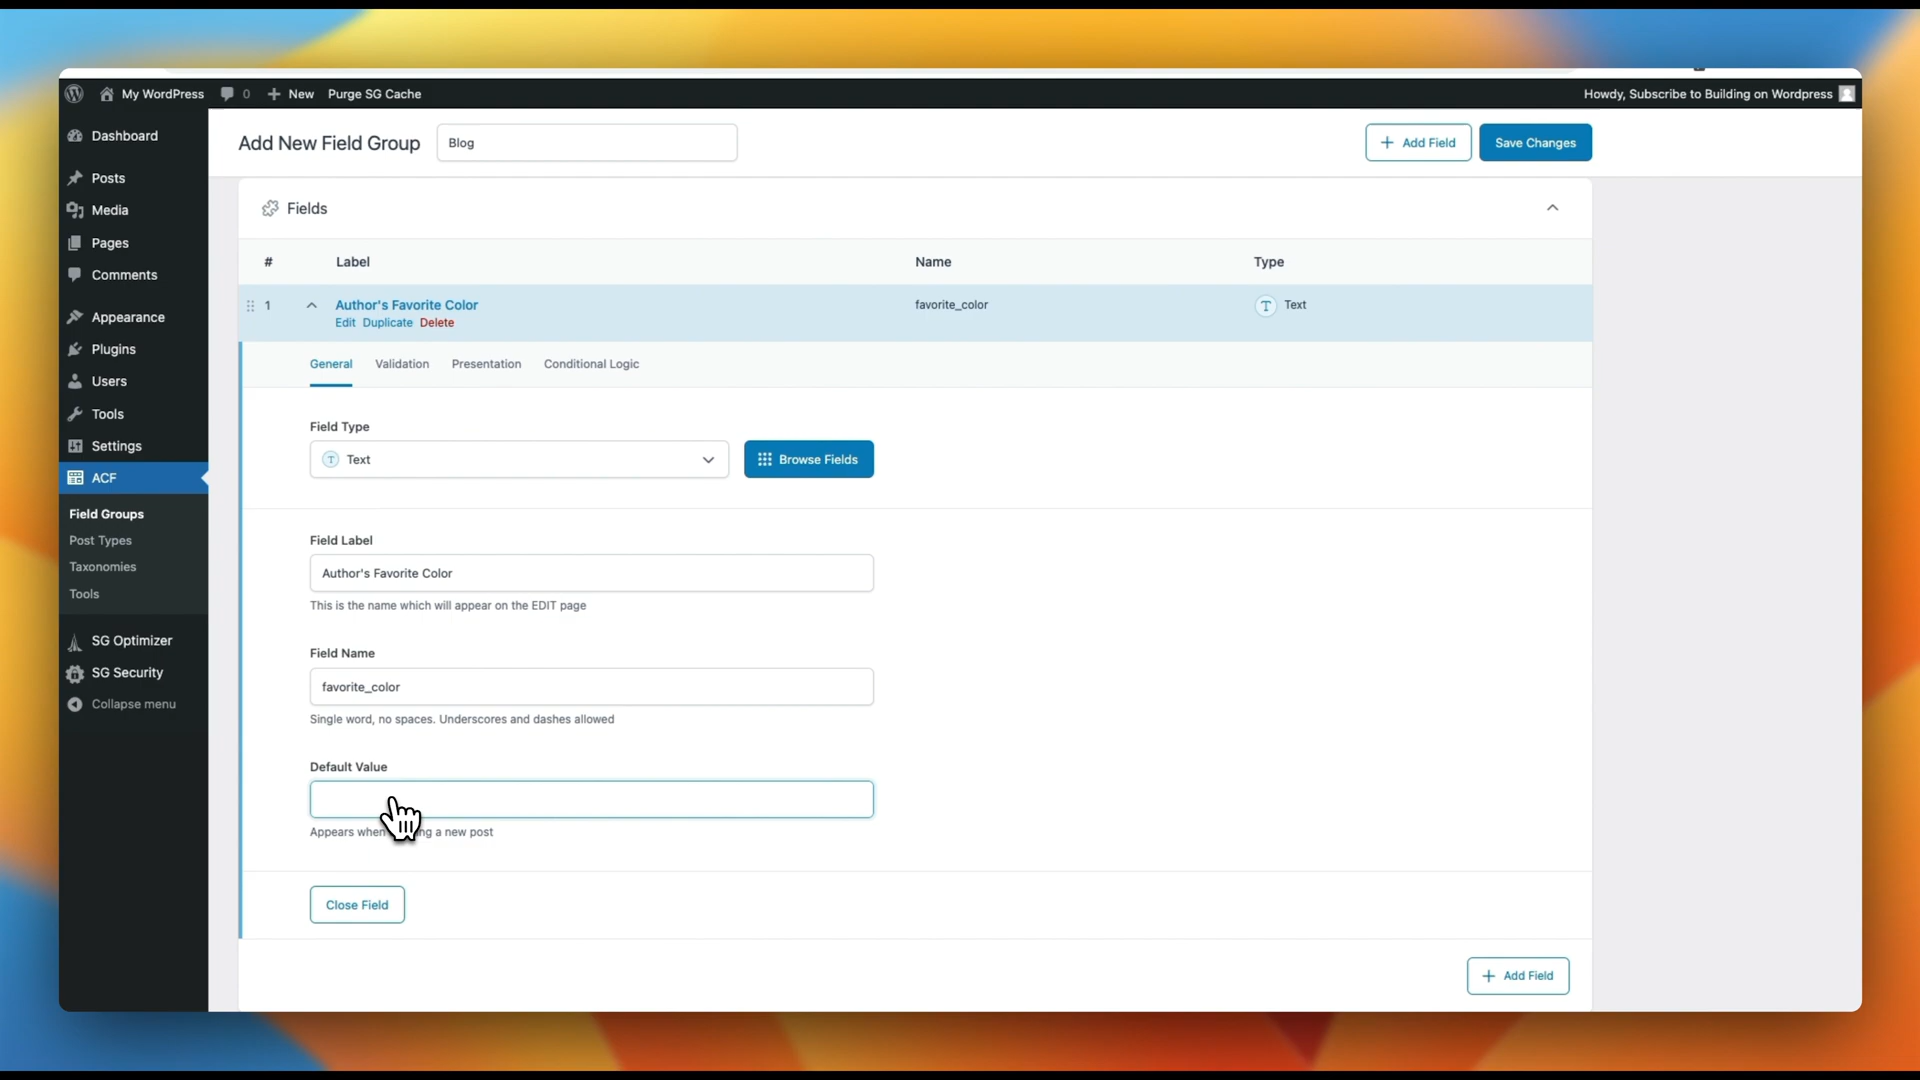 My WordPress 0 New Purge SG Cache Howdy, Subscribe to Building on Wordpress
Dashboard
Posts
Media
Pages
Comments
Appearance
Plugins
Users
Tools
Settings
ACF
Field Groups
Post Types
Taxonomies
Tools
SG Optimizer
SG Security
Collapse menu
Add New Field Group Blog + Add Field Save Changes
Fields
# Label Name Type
1 Author's Favorite Color favorite_color T Text
Edit Duplicate Delete
General Validation Presentation Conditional Logic
Field Type
T Text Browse Fields
Field Label
Author's Favorite Color
This is the name which will appear on the EDIT page
Field Name
favorite_color
Single word, no spaces. Underscores and dashes allowed
Default Value
Appears when a new post
Close Field
+ Add Field